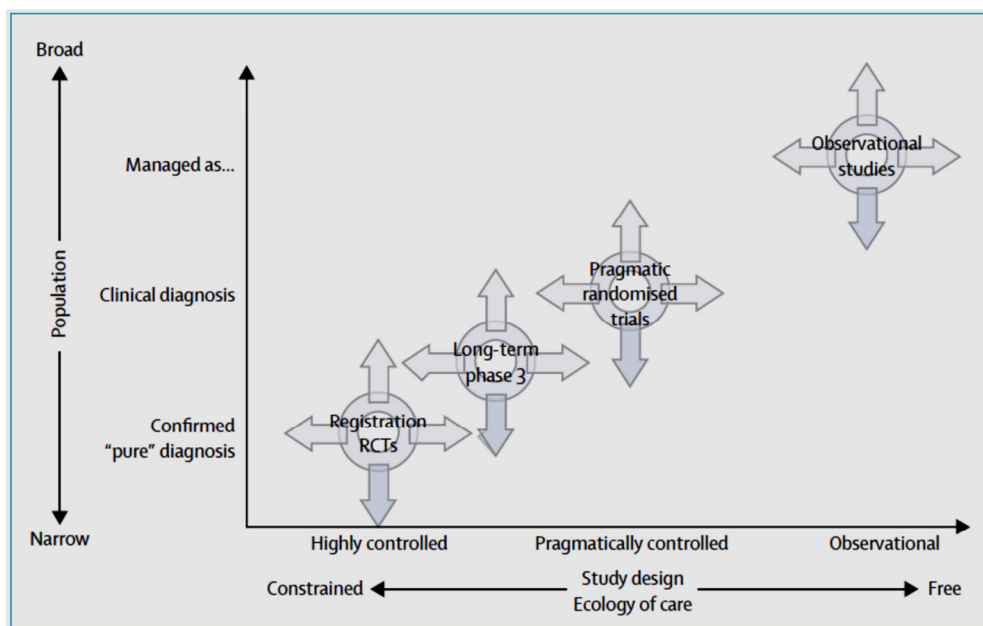 Broad
Population
Narrow
Managed as...
Clinical diagnosis
Confirmed
“pure” diagnosis
Observational
studies
Pragmatic
randomised
trials
Long-term
phase 3
Registration
RCTs
Highly controlled
Pragmatically controlled
Observational
Constrained
Study design
Ecology of care
Free